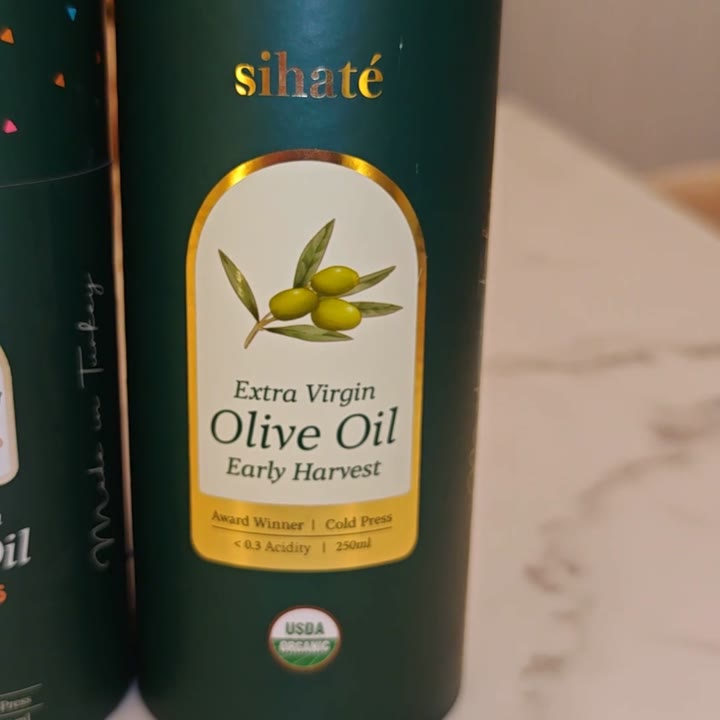 sihaté
Extra Virgin
Olive Oil
Early Harvest
Award Winner | Cold Press
< 0.3 Acidity | 250ml
USDA
ORGANIC
Made in Turkey
Oil